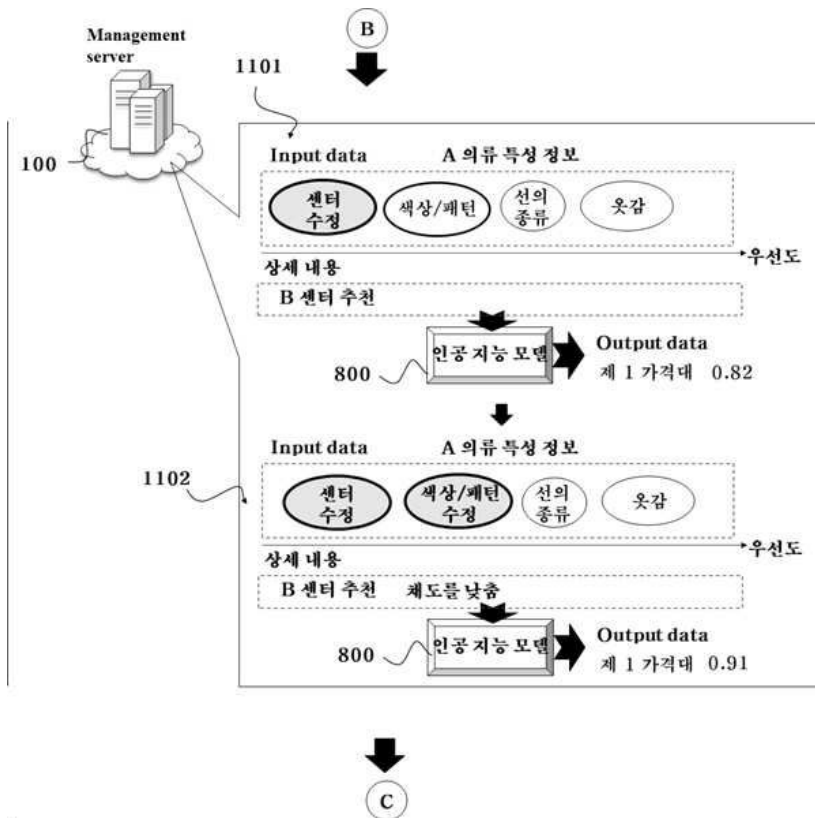 B
Management
server
1101
100
Input data
A 의류 특성 정보
센터
수정
색상/패턴
선의
종류
옷감
우선도
상세 내용
B 센터 추천
인공 지능 모델
800
Output data
제 1 가격대 0.82
Input data
A 의류 특성 정보
1102
센터
수정
색상/패턴
수정
선의
종류
옷감
우선도
상세 내용
B 센터 추천 채도를 낮춤
인공 지능 모델
800
Output data
제 1 가격대 0.91
C